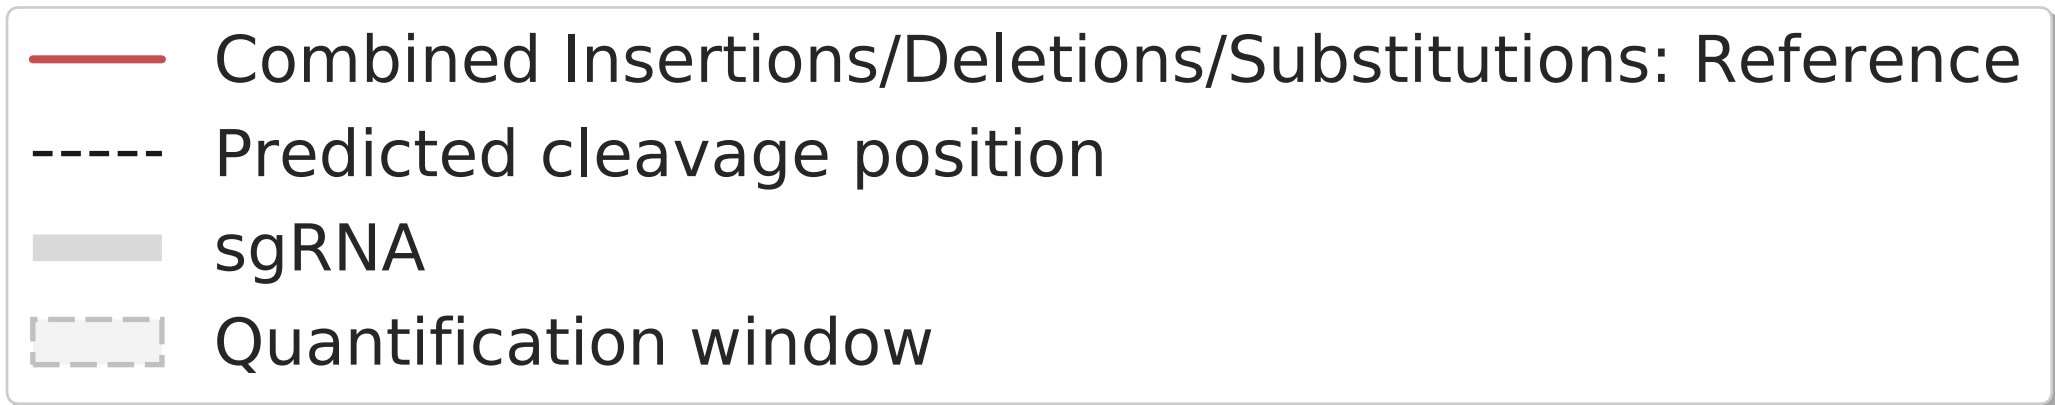 Combined Insertions/Deletions/Substitutions: Reference
Predicted cleavage position
sgRNA
Quantification window